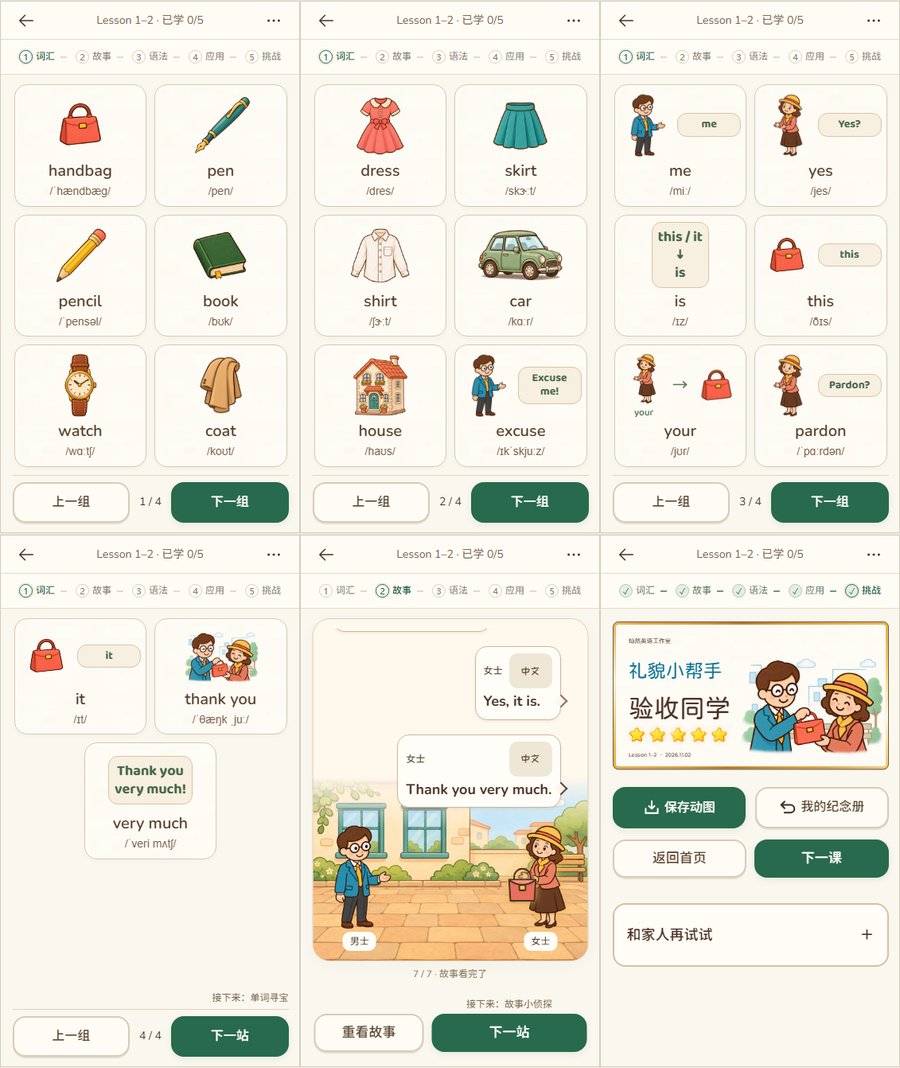 Lesson 1–2 · 已学 0/5
1 词汇 – 2 故事 – 3 语法 – 4 应用 – 5 挑战
handbag
/ˈhændbæg/
pen
/pen/
pencil
/ˈpensəl/
book
/bʊk/
watch
/wɑːtʃ/
coat
/koʊt/
上一组
1 / 4
下一组
Lesson 1–2 · 已学 0/5
1 词汇 – 2 故事 – 3 语法 – 4 应用 – 5 挑战
dress
/dres/
skirt
/skɝːt/
shirt
/ʃɝːt/
car
/kɑːr/
house
/haʊs/
Excuse
me!
excuse
/ɪkˈskjuːz/
上一组
2 / 4
下一组
Lesson 1–2 · 已学 0/5
1 词汇 – 2 故事 – 3 语法 – 4 应用 – 5 挑战
me
me
/miː/
Yes?
yes
/jes/
this / it
↓
is
is
/ɪz/
this
this
/ðɪs/
your
→
your
/jʊr/
Pardon?
pardon
/ˈpɑːrdən/
上一组
3 / 4
下一组
Lesson 1–2 · 已学 0/5
1 词汇 – 2 故事 – 3 语法 – 4 应用 – 5 挑战
it
it
/ɪt/
thank you
/ˈθæŋk ˌjuː/
Thank you
very much!
very much
/ˈveri mʌtʃ/
接下来：单词寻宝
上一组
4 / 4
下一站
Lesson 1–2 · 已学 0/5
1 词汇 – 2 故事 – 3 语法 – 4 应用 – 5 挑战
女士
中文
Yes, it is.
女士
中文
Thank you very much.
男士
女士
7 / 7 · 故事看完了
接下来：故事小侦探
重看故事
下一站
Lesson 1–2 · 已学 0/5
✓ 词汇 – ✓ 故事 – ✓ 语法 – ✓ 应用 – ✓ 挑战
灿然英语工作室
礼貌小帮手
验收同学
Lesson 1–2 · 2026.11.02
保存动图
我的纪念册
返回首页
下一课
和家人再试试